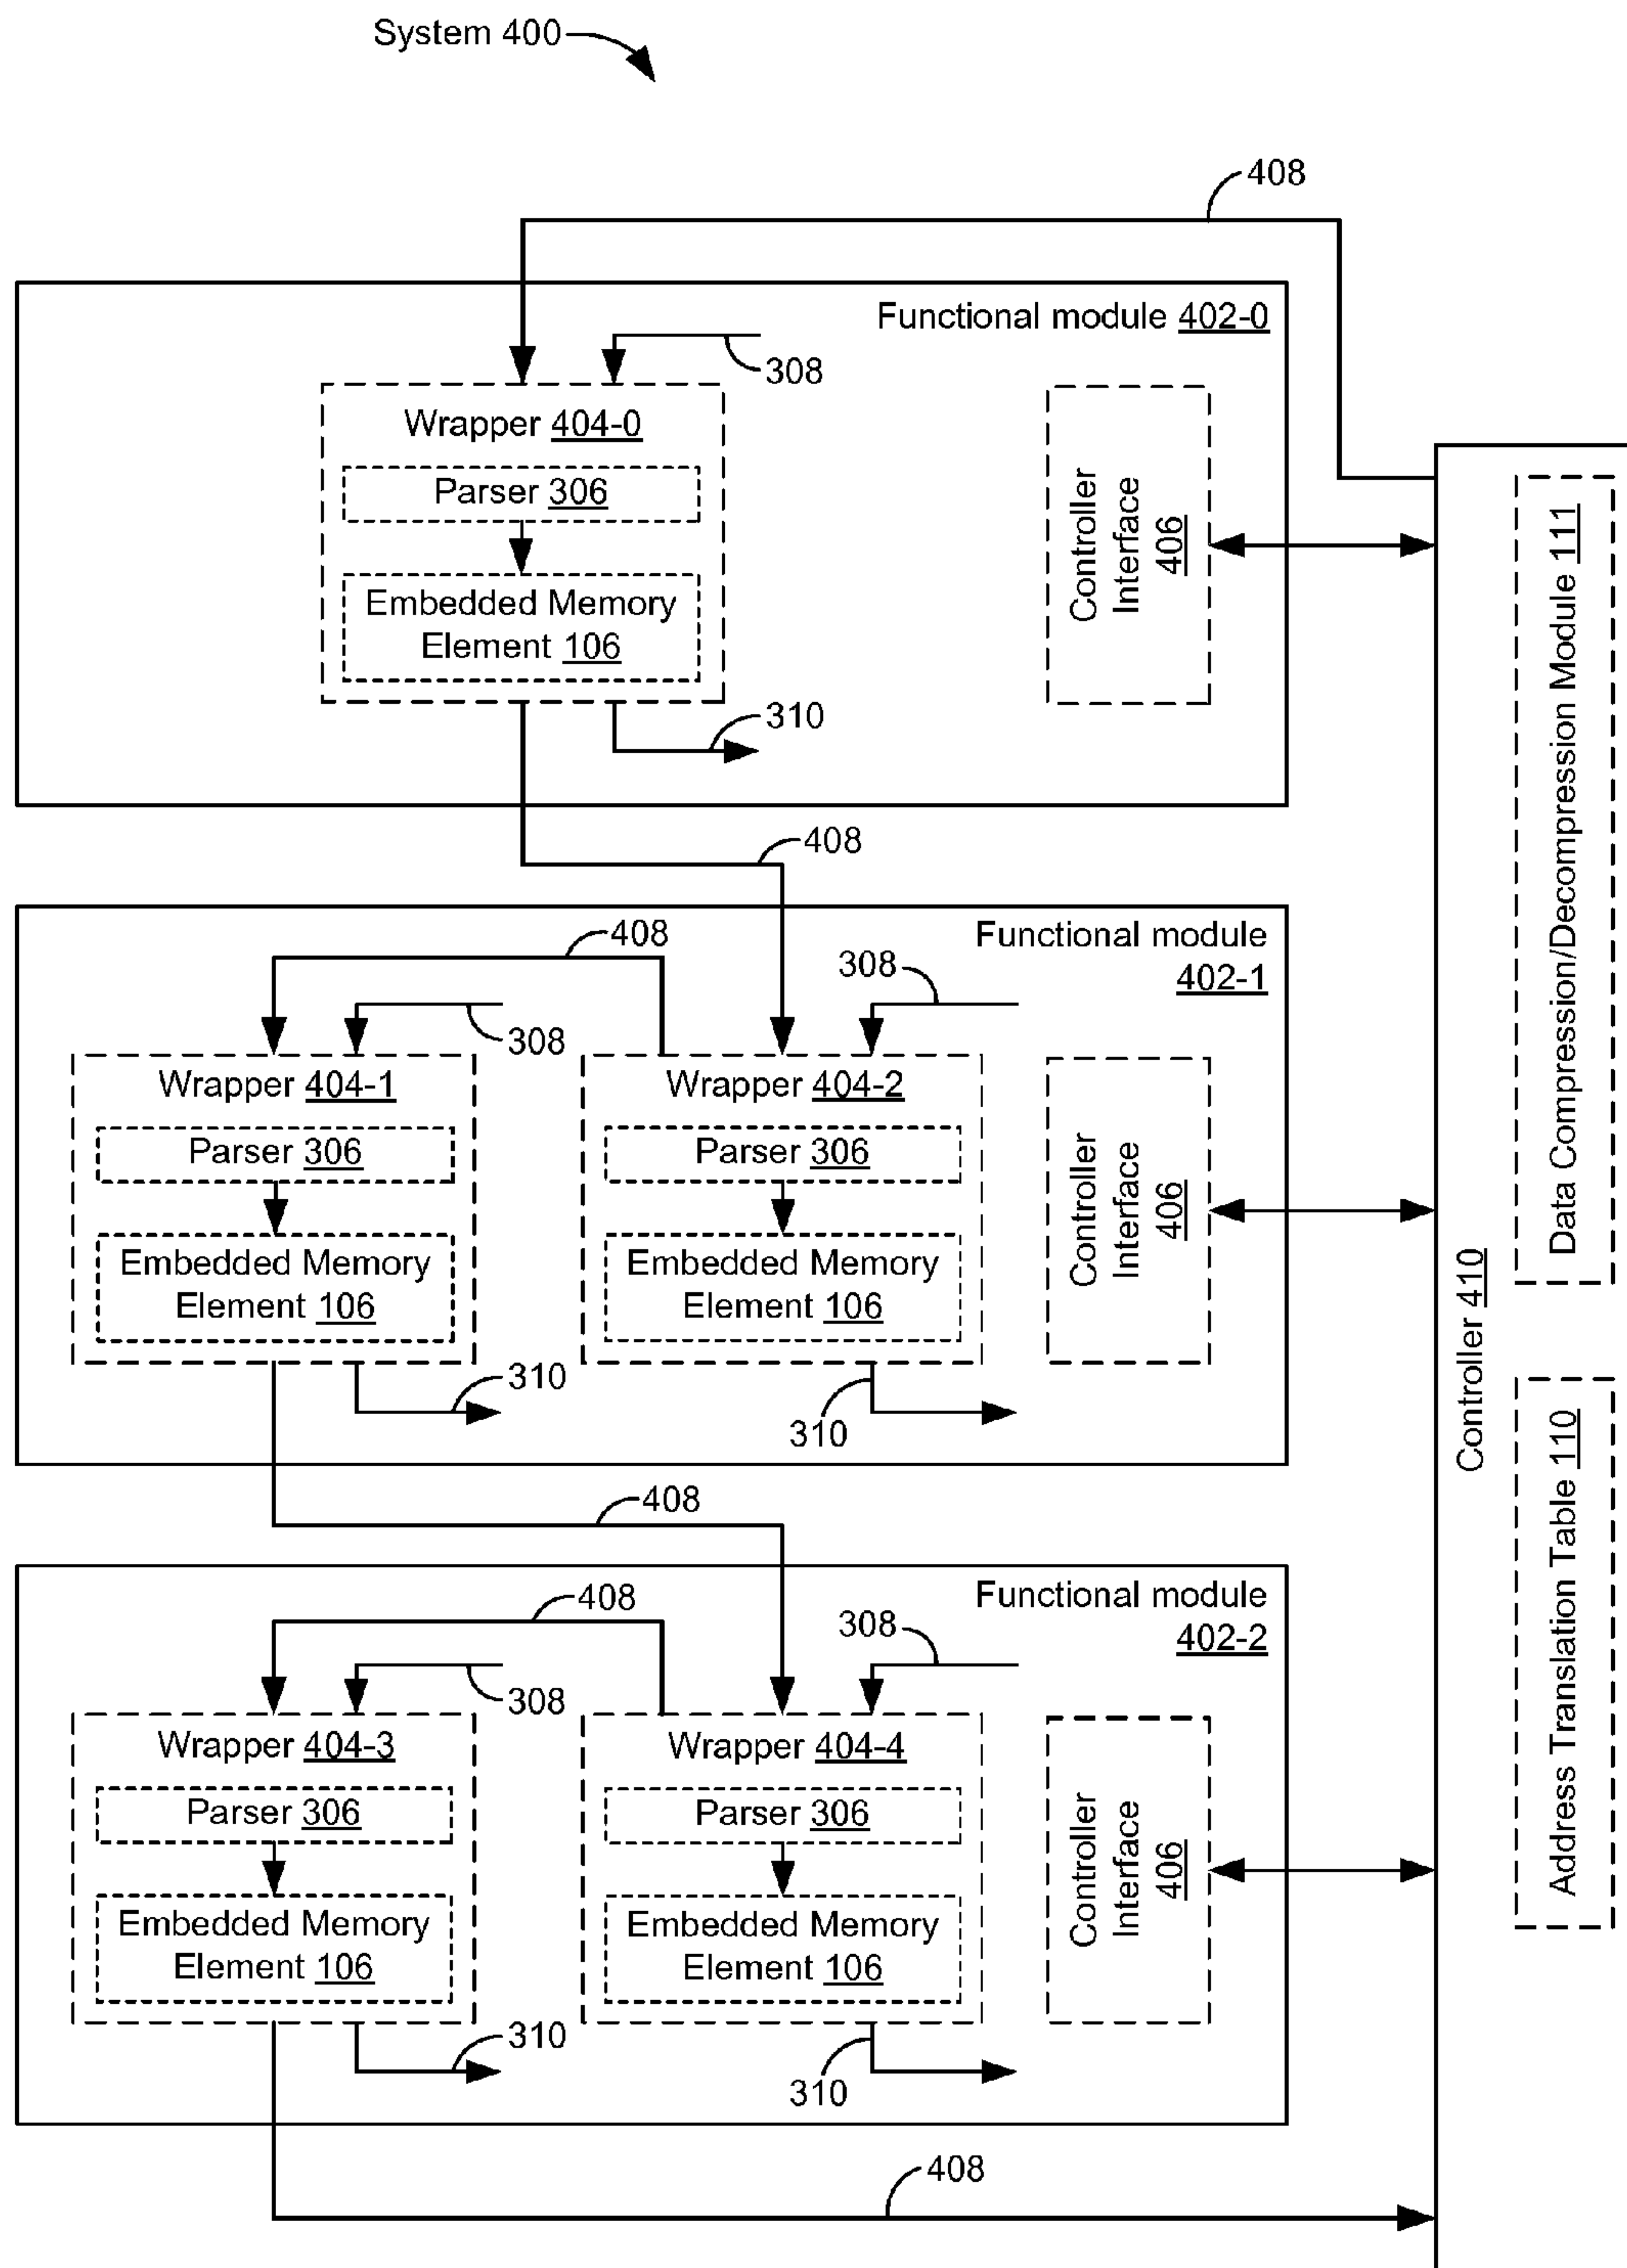 System 400
408
Functional module 402-0
308
Wrapper 404-0
Parser 306
Embedded Memory
Element 106
310
Controller
Interface
406
408
Functional module
402-1
408
308
308
Wrapper 404-1
Parser 306
Embedded Memory
Element 106
310
Wrapper 404-2
Parser 306
Embedded Memory
Element 106
310
Controller
Interface
406
408
Functional module
402-2
408
308
308
Wrapper 404-3
Parser 306
Embedded Memory
Element 106
310
Wrapper 404-4
Parser 306
Embedded Memory
Element 106
310
Controller
Interface
406
408
Controller 410
Data Compression/Decompression Module 111
Address Translation Table 110